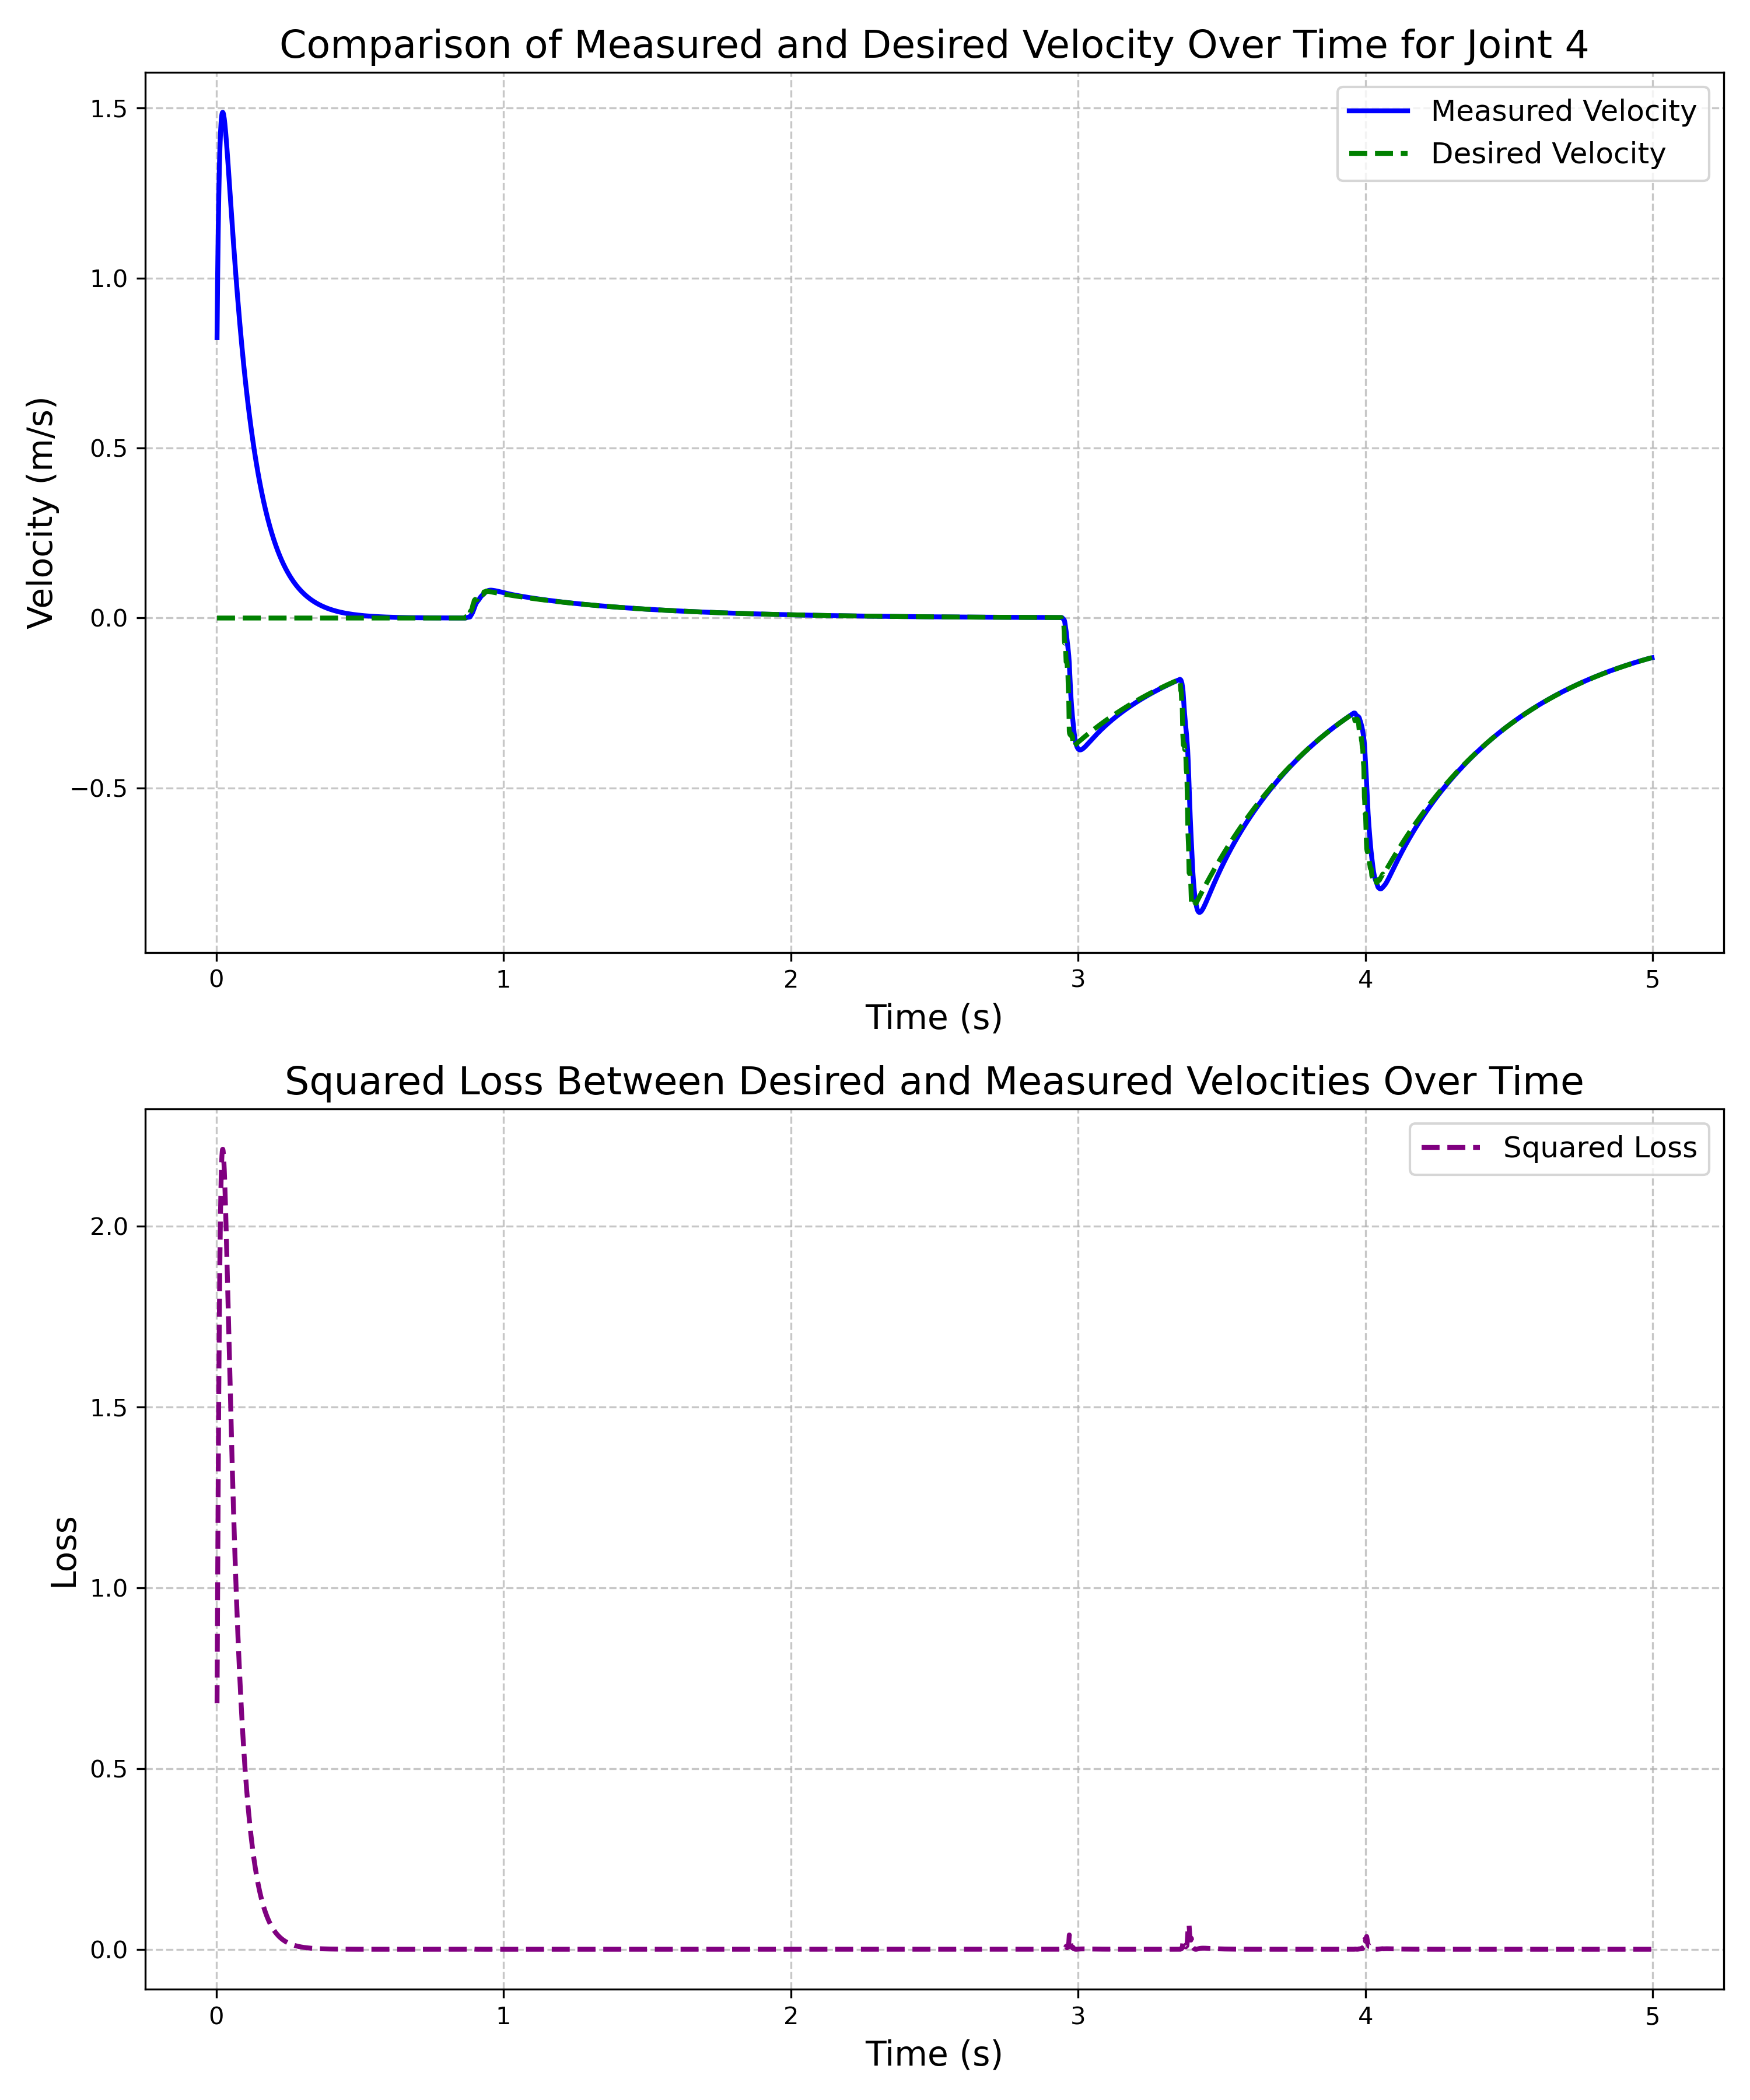 Comparison of Measured and Desired Velocity Over Time for Joint 4
Measured Velocity
Desired Velocity
Velocity (m/s)
1.5
1.0
0.5
0.0
−0.5
0 1 2 3 4 5
Time (s)
Squared Loss Between Desired and Measured Velocities Over Time
Squared Loss
Loss
2.0
1.5
1.0
0.5
0.0
0 1 2 3 4 5
Time (s)